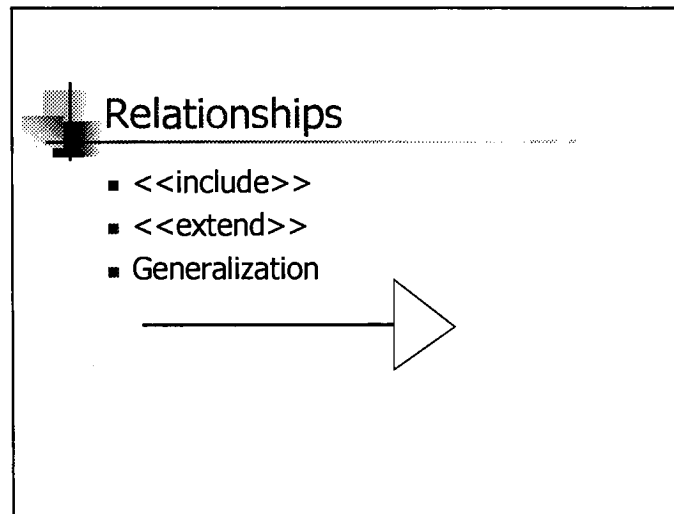 Relationships
<<include>>
<<extend>>
Generalization